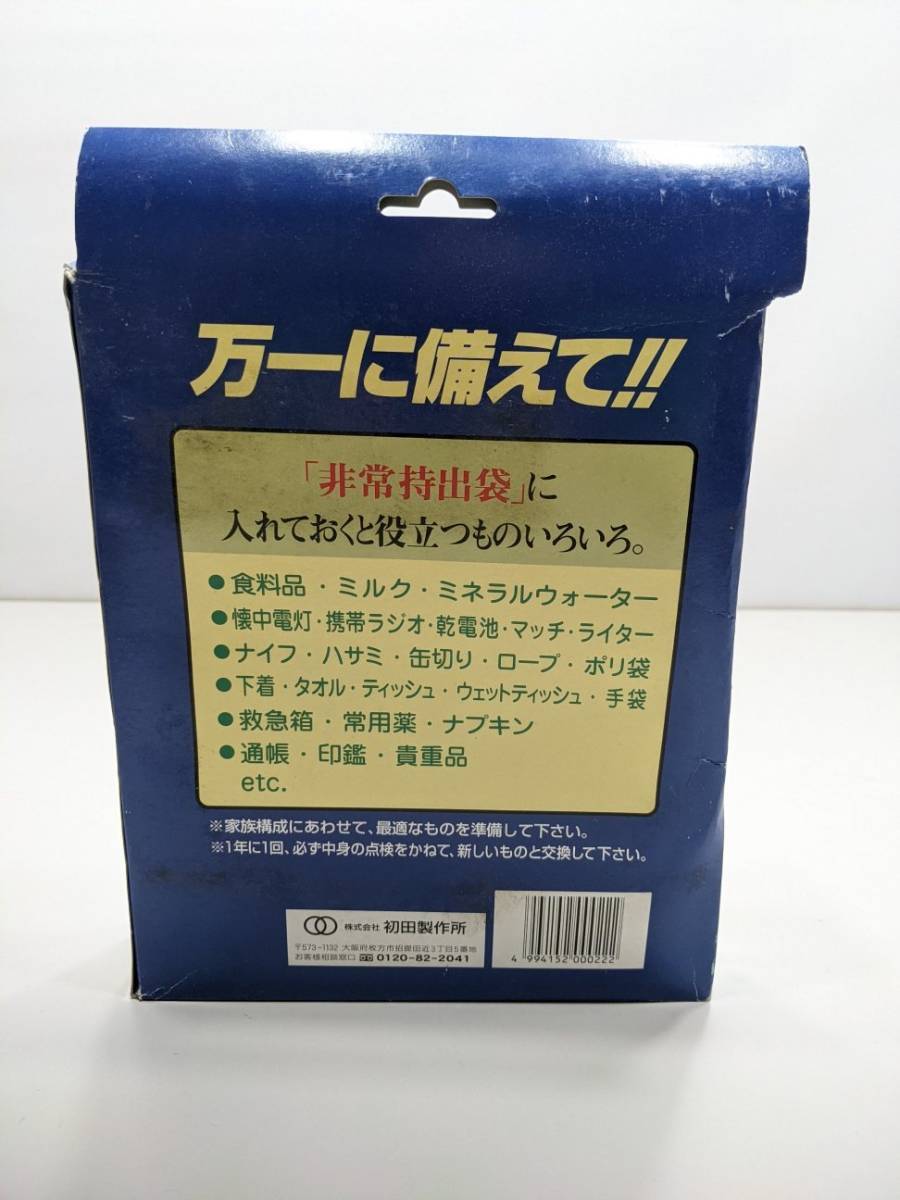 万一に備えて!!
「非常持出袋」に
入れておくと役立つものいろいろ。
●食料品・ミルク・ミネラルウォーター
●懐中電灯・携帯ラジオ・乾電池・マッチ・ライター
●ナイフ・ハサミ・缶切り・ロープ・ポリ袋
●下着・タオル・ティッシュ・ウェットティッシュ・手袋
●救急箱・常用薬・ナプキン
●通帳・印鑑・貴重品
etc.
※家族構成にあわせて、最適なものを準備して下さい。
※1年に1回、必ず中身の点検をかねて、新しいものと交換して下さい。
株式会社 初田製作所
〒573-1132 大阪府枚方市招提田近3丁目5番地
お客様相談窓口 0120-82-2041
4 994152 000222